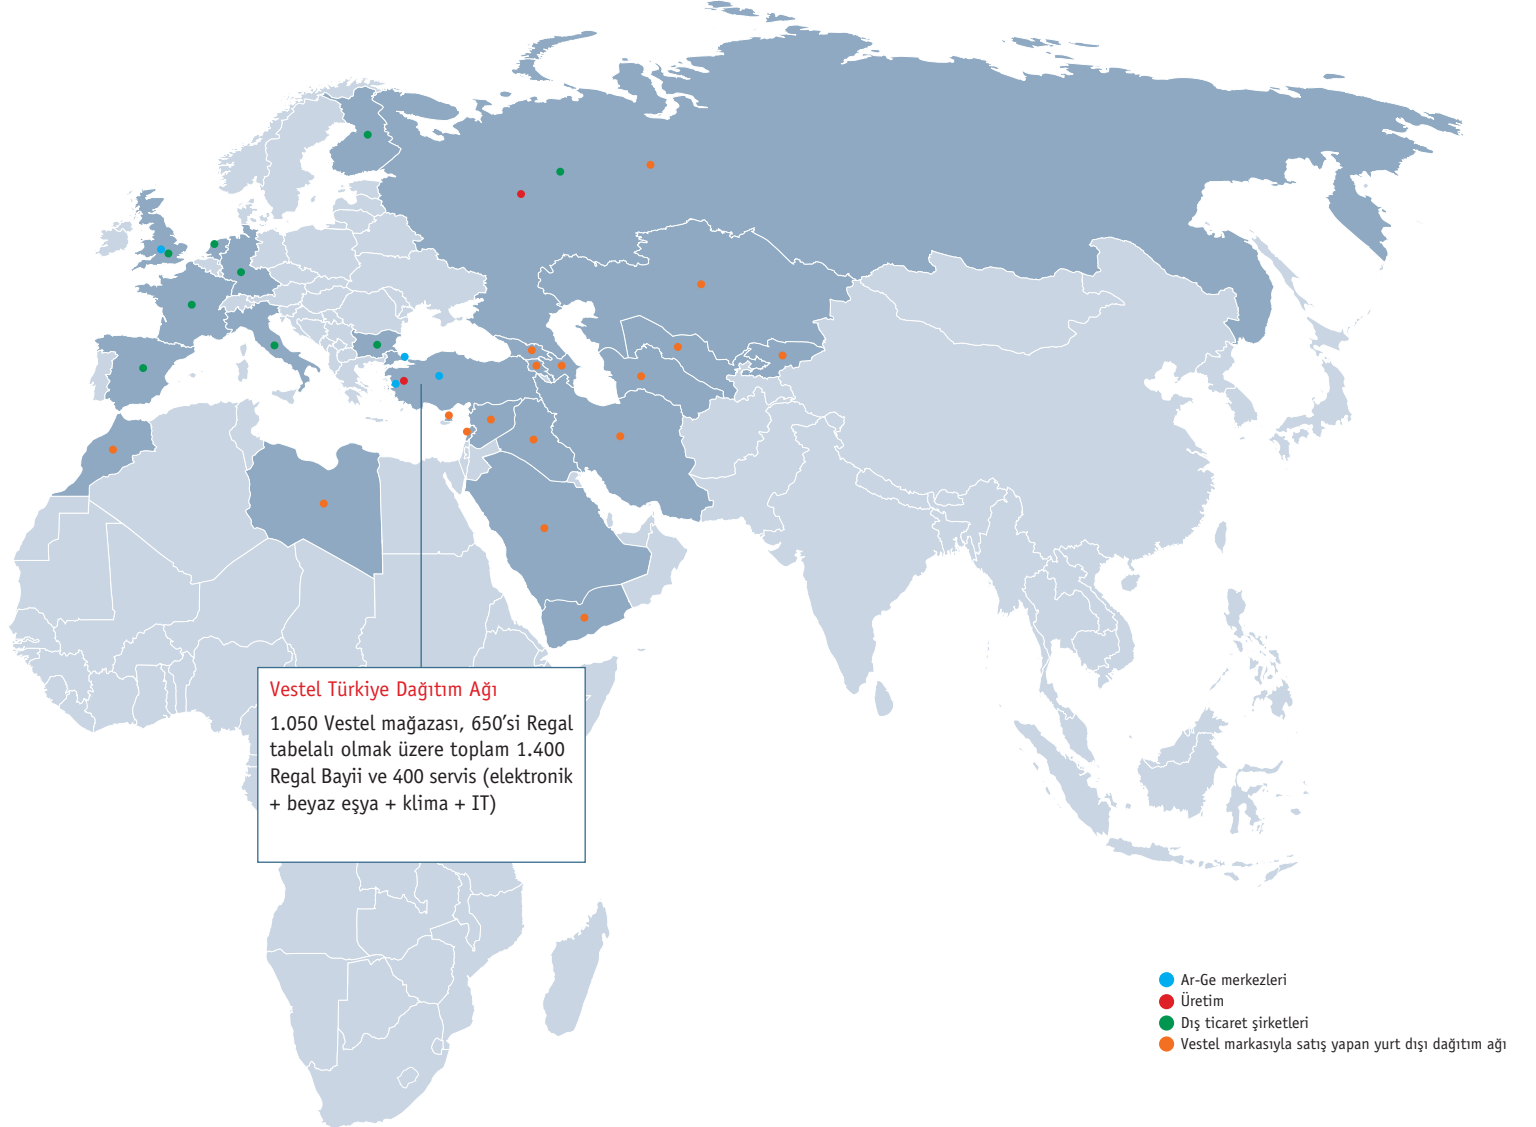 Vestel Türkiye Dağıtım Ağı
1.050 Vestel mağazası, 650'si Regal
tabelalı olmak üzere toplam 1.400
Regal Bayii ve 400 servis (elektronik
+ beyaz eşya + klima + IT)
Ar-Ge merkezleri
Üretim
Dış ticaret şirketleri
Vestel markasıyla satış yapan yurt dışı dağıtım ağı